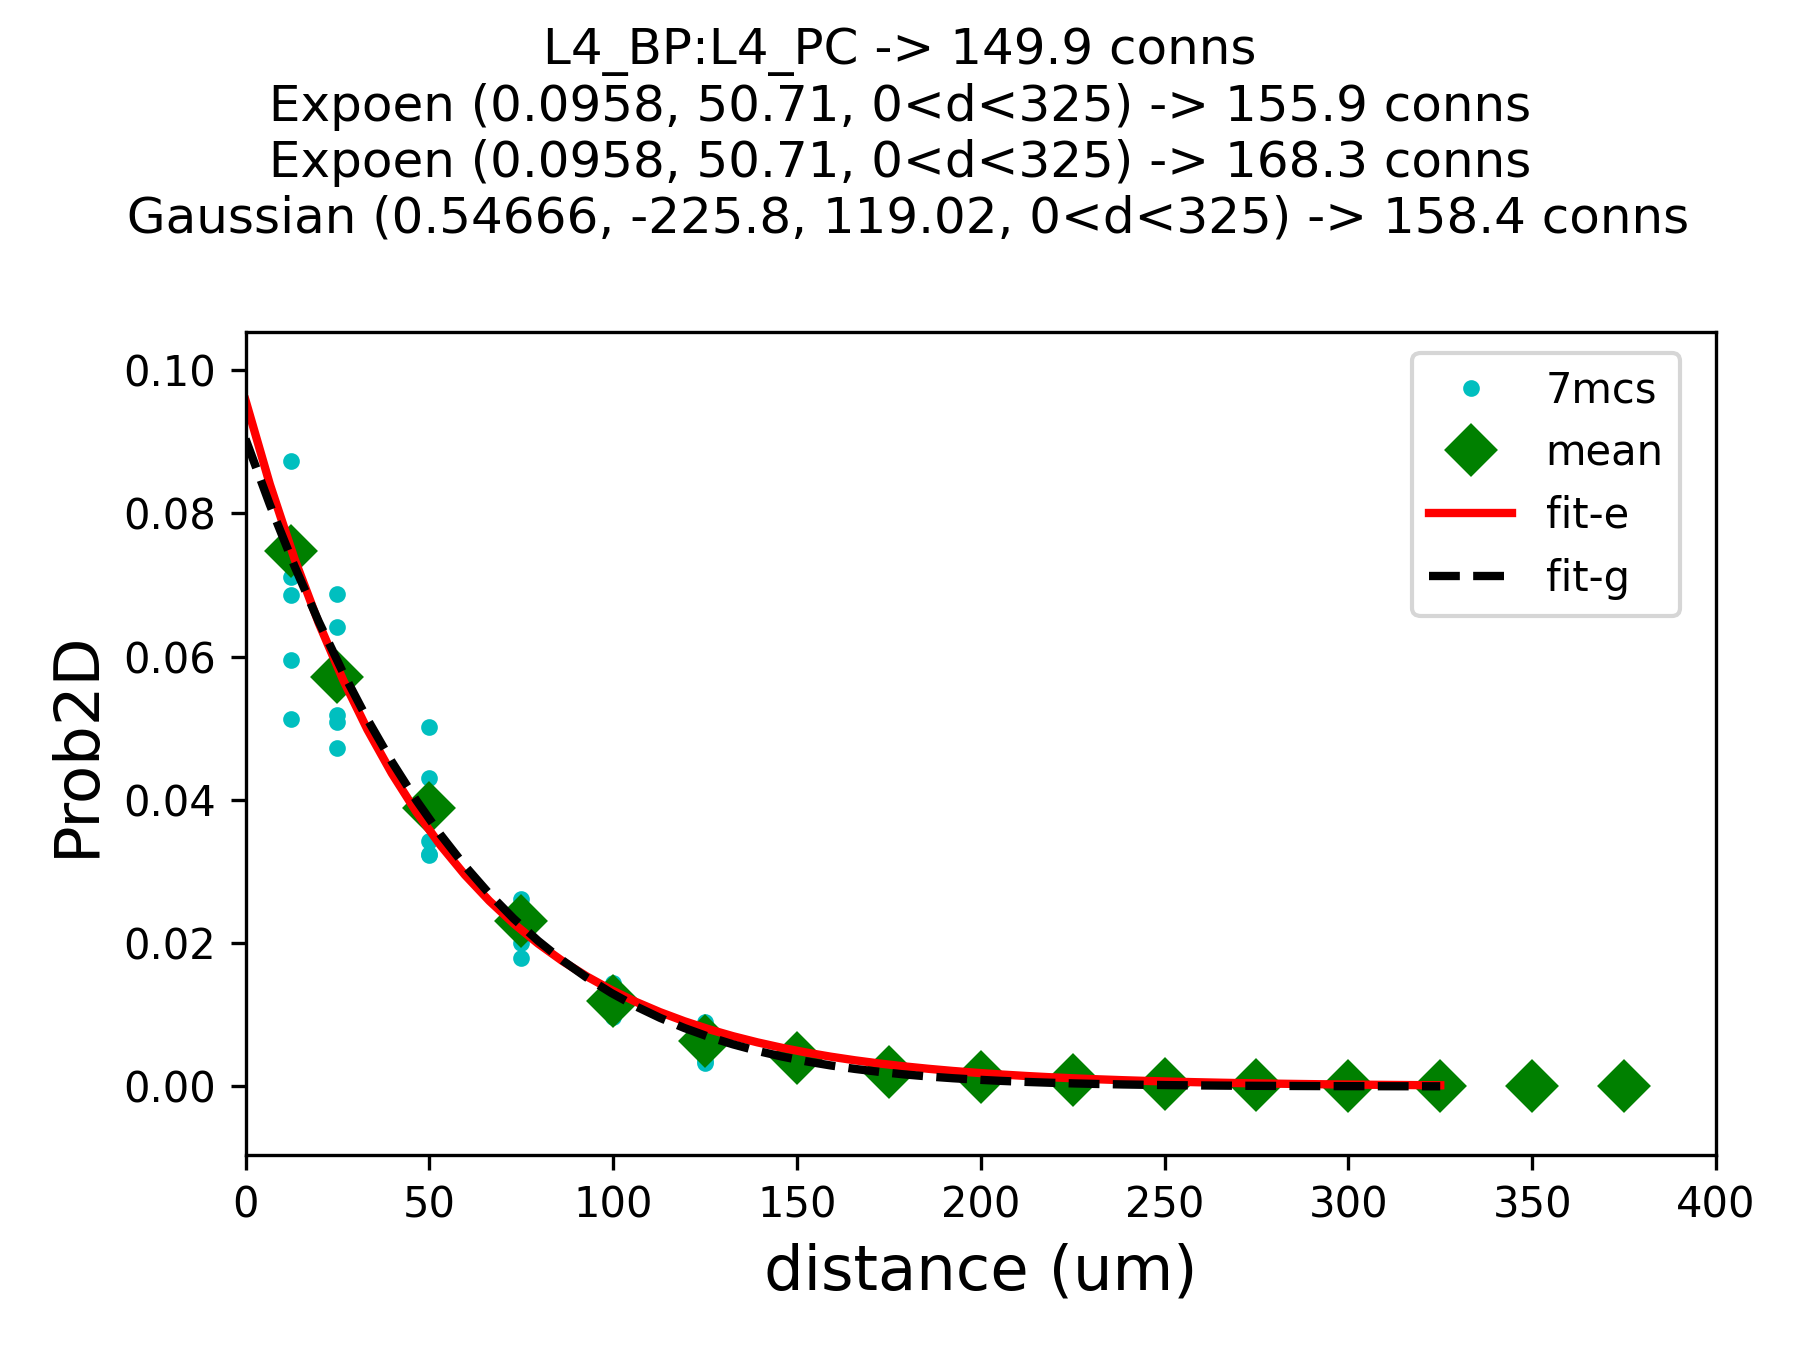 L4_BP:L4_PC -> 149.9 conns
Expoen (0.0958, 50.71, 0<d<325) -> 155.9 conns
Expoen (0.0958, 50.71, 0<d<325) -> 168.3 conns
Gaussian (0.54666, -225.8, 119.02, 0<d<325) -> 158.4 conns
7mcs
mean
fit-e
fit-g
Prob2D
0.10
0.08
0.06
0.04
0.02
0.00
0 50 100 150 200 250 300 350 400
distance (um)